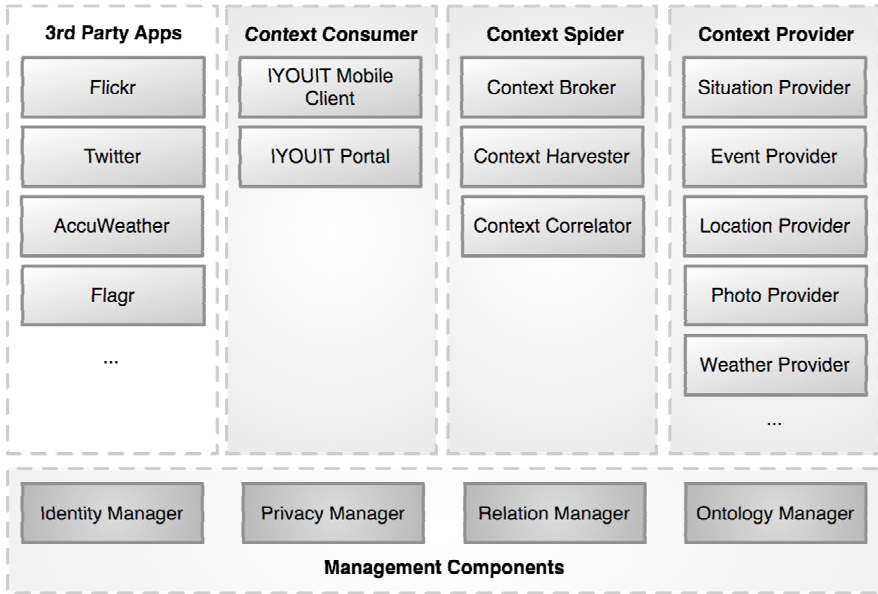 3rd Party Apps
Flickr
Twitter
AccuWeather
Flagr
...
Context Consumer
IYOUIT Mobile
Client
IYOUIT Portal
Context Spider
Context Broker
Context Harvester
Context Correlator
Context Provider
Situation Provider
Event Provider
Location Provider
Photo Provider
Weather Provider
...
Identity Manager
Privacy Manager
Relation Manager
Ontology Manager
Management Components